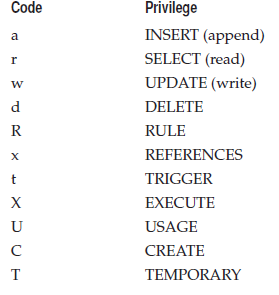 Code Privilege
a INSERT (append)
r SELECT (read)
w UPDATE (write)
d DELETE
R RULE
x REFERENCES
t TRIGGER
X EXECUTE
U USAGE
C CREATE
T TEMPORARY